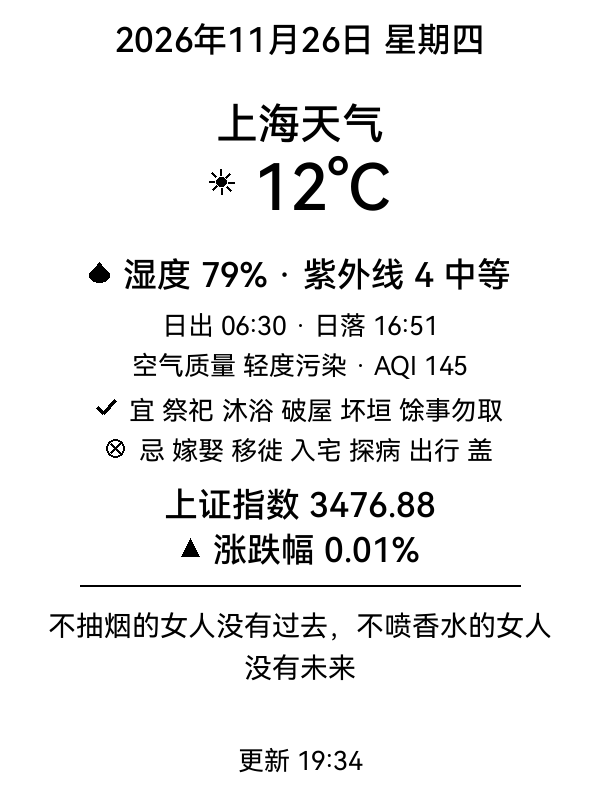 2026年11月26日 星期四
上海天气
12°C
湿度 79% · 紫外线 4 中等
日出 06:30 · 日落 16:51
空气质量 轻度污染 · AQI 145
宜 祭祀 沐浴 破屋 坏垣 馀事勿取
忌 嫁娶 移徙 入宅 探病 出行 盖
上证指数 3476.88
▲ 涨跌幅 0.01%
不抽烟的女人没有过去，不喷香水的女人
没有未来
更新 19:34